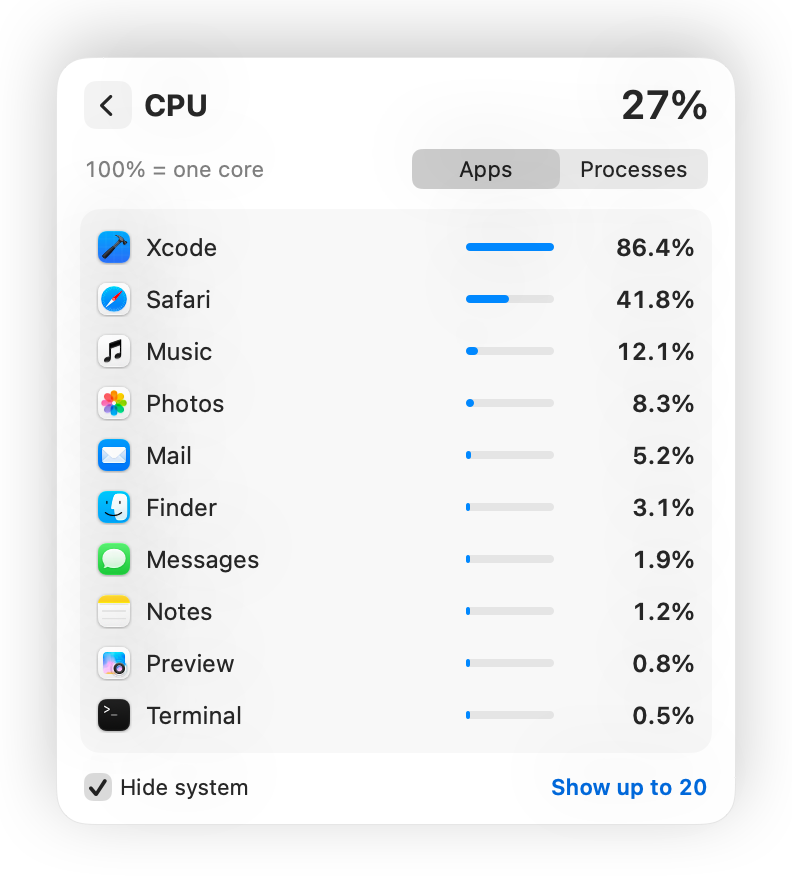 CPU 27%
100% = one core Apps Processes
Xcode 86.4%
Safari 41.8%
Music 12.1%
Photos 8.3%
Mail 5.2%
Finder 3.1%
Messages 1.9%
Notes 1.2%
Preview 0.8%
>_ Terminal 0.5%
Hide system Show up to 20